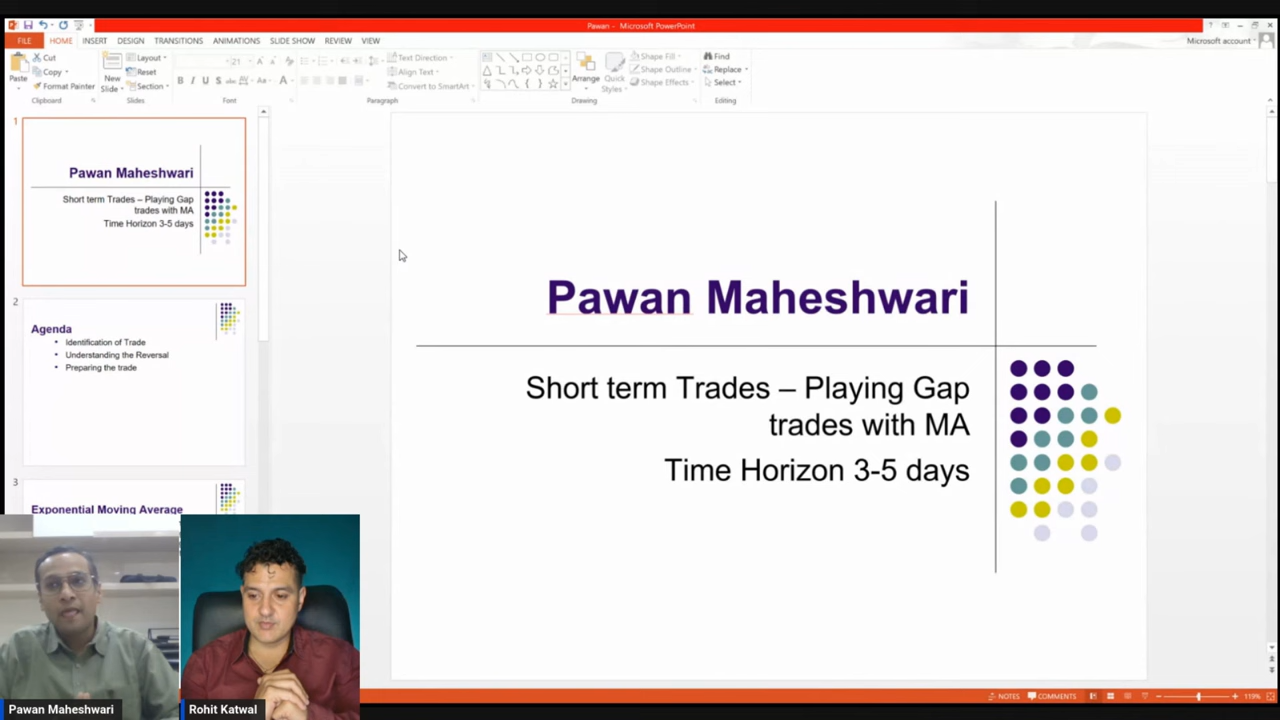 Pawan - Microsoft PowerPoint
FILE
HOME
INSERT
DESIGN
TRANSITIONS
ANIMATIONS
SLIDE SHOW
REVIEW
VIEW
Microsoft account
Paste
Cut
Copy
Format Painter
Clipboard
New
Slide
Layout
Reset
Section
Slides
21
Font
Text Direction
Align Text
Convert to SmartArt
Paragraph
Arrange
Quick
Styles
Shape Fill
Shape Outline
Shape Effects
Drawing
Find
Replace
Select
Editing
1
Pawan Maheshwari
Short term Trades – Playing Gap
trades with MA
Time Horizon 3-5 days
2
Agenda
• Identification of Trade
• Understanding the Reversal
• Preparing the trade
3
Exponential Moving Average
Pawan Maheshwari
Short term Trades – Playing Gap
trades with MA
Time Horizon 3-5 days
Pawan Maheshwari
Rohit Katwal
NOTES
COMMENTS
119%